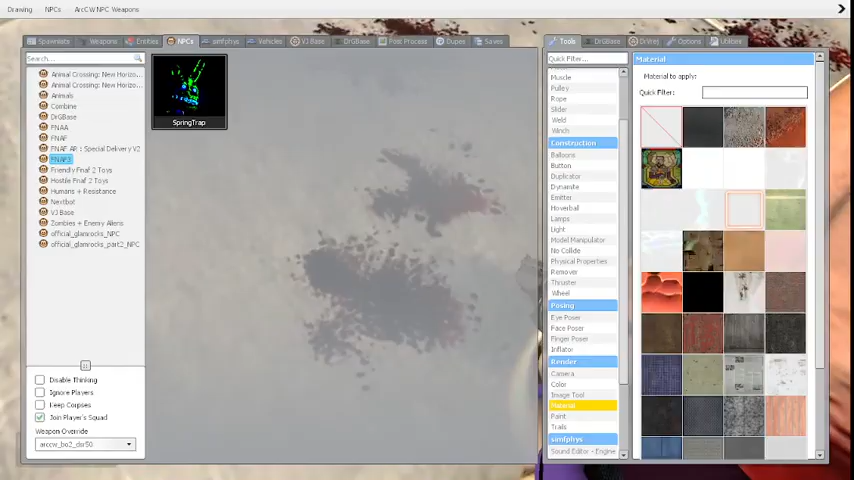 Drawing NPCs ArcCW NPC Weapons
Spawnlists Weapons Entities NPCs simfphys Vehicles VJ Base DrGBase Post Process Dupes Saves
Search...
Animal Crossing: New Horizo...
Animal Crossing: New Horizo...
Animals
Combine
DrGBase
FNAA
FNAF
FNAF AR : Special Delivery V2
Friendly Fnaf 2 Toys
Hostile Fnaf 2 Toys
Humans + Resistance
Nextbot
VJ Base
Zombies + Enemy Aliens
official_glamrocks_NPC
official_glamrocks_part2_NPC
SpringTrap
Disable Thinking
Ignore Players
Keep Corpses
Join Player's Squad
Weapon Override
arccw_bo2_dsr50
Tools DrGBase Options Utilities
Quick Filter...
Muscle
Pulley
Rope
Slider
Weld
Winch
Construction
Balloons
Button
Duplicator
Dynamite
Emitter
Hoverball
Lamps
Light
Model Manipulator
No Collide
Physical Properties
Remover
Thruster
Wheel
Posing
Eye Poser
Face Poser
Finger Poser
Inflator
Render
Camera
Color
Image Tool
Material
Paint
Trails
simfphys
Sound Editor - Engine
Material
Material to apply:
Quick Filter: